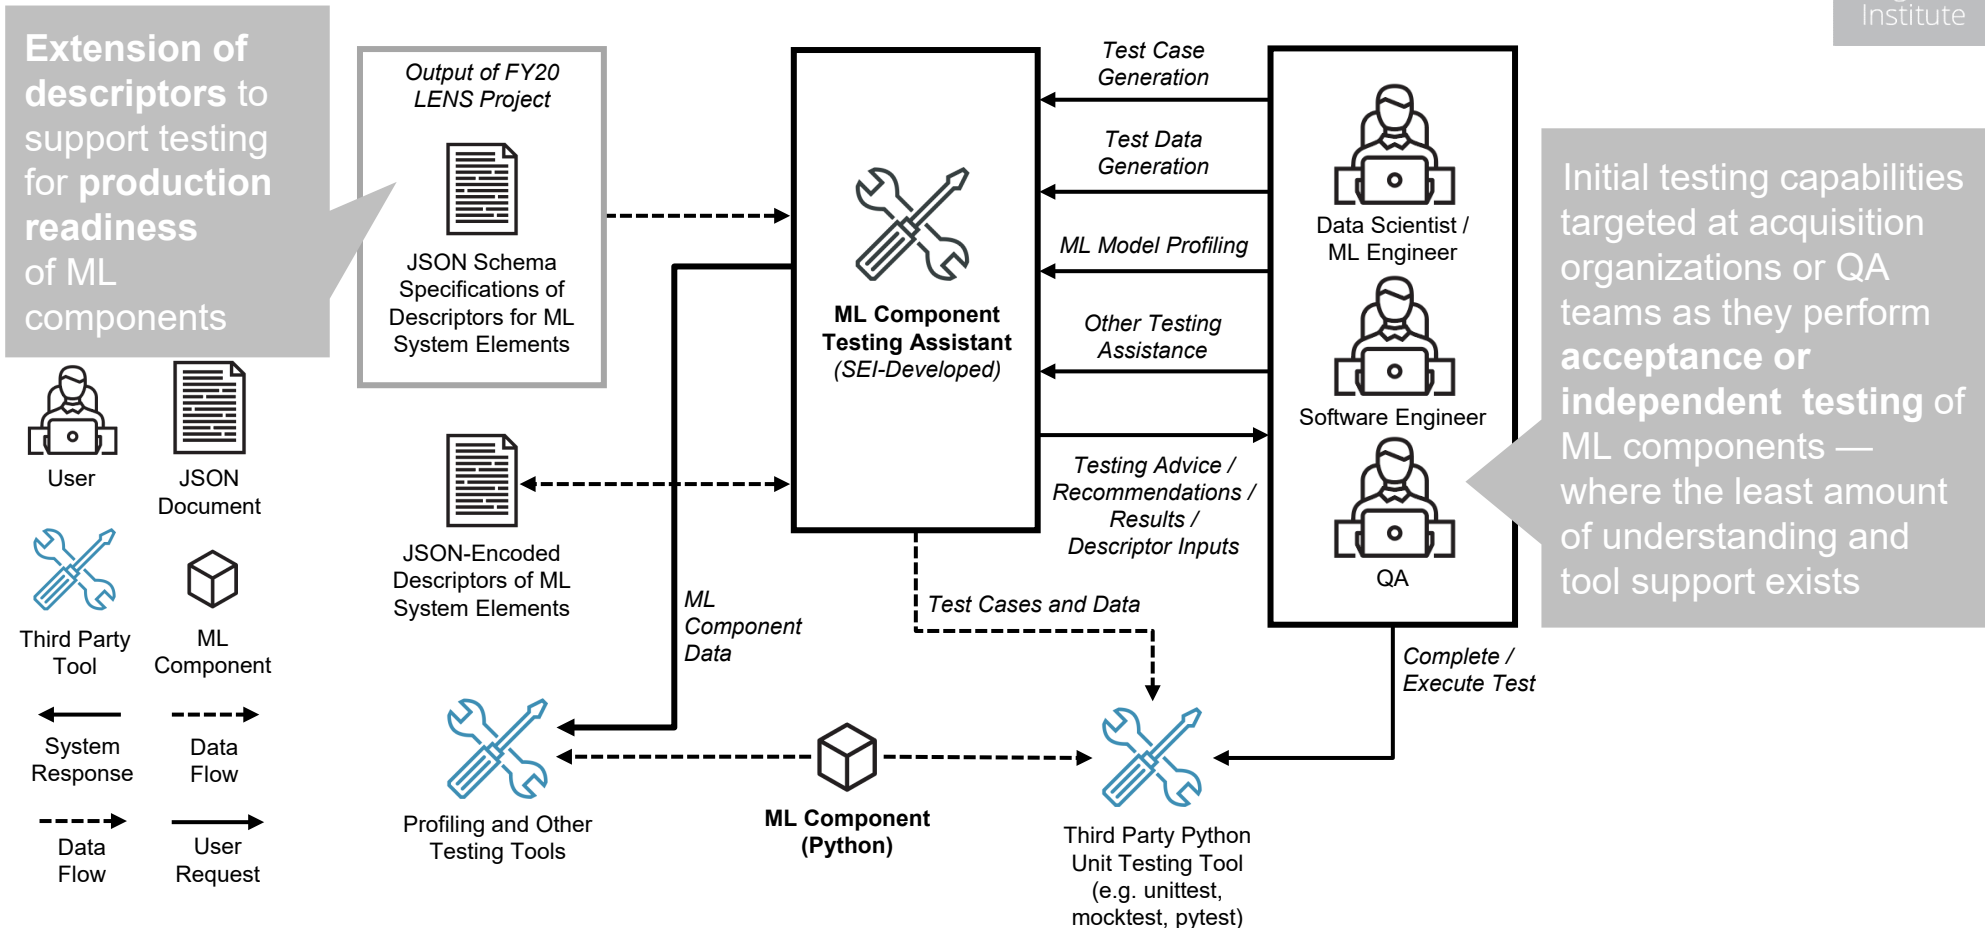 Institute
Extension of
descriptors to
support testing
for production
readiness
of ML
components
Output of FY20
LENS Project
JSON Schema
Specifications of
Descriptors for ML
System Elements
JSON-Encoded
Descriptors of ML
System Elements
ML Component
Testing Assistant
(SEI-Developed)
Test Case
Generation
Test Data
Generation
ML Model Profiling
Other Testing
Assistance
Testing Advice /
Recommendations /
Results /
Descriptor Inputs
Data Scientist /
ML Engineer
Software Engineer
QA
Initial testing capabilities
targeted at acquisition
organizations or QA
teams as they perform
acceptance or
independent testing of
ML components —
where the least amount
of understanding and
tool support exists
User
JSON
Document
Third Party
Tool
ML
Component
System
Response
Data
Flow
Data
Flow
User
Request
ML
Component
Data
Test Cases and Data
Complete /
Execute Test
Profiling and Other
Testing Tools
ML Component
(Python)
Third Party Python
Unit Testing Tool
(e.g. unittest,
mocktest, pytest)